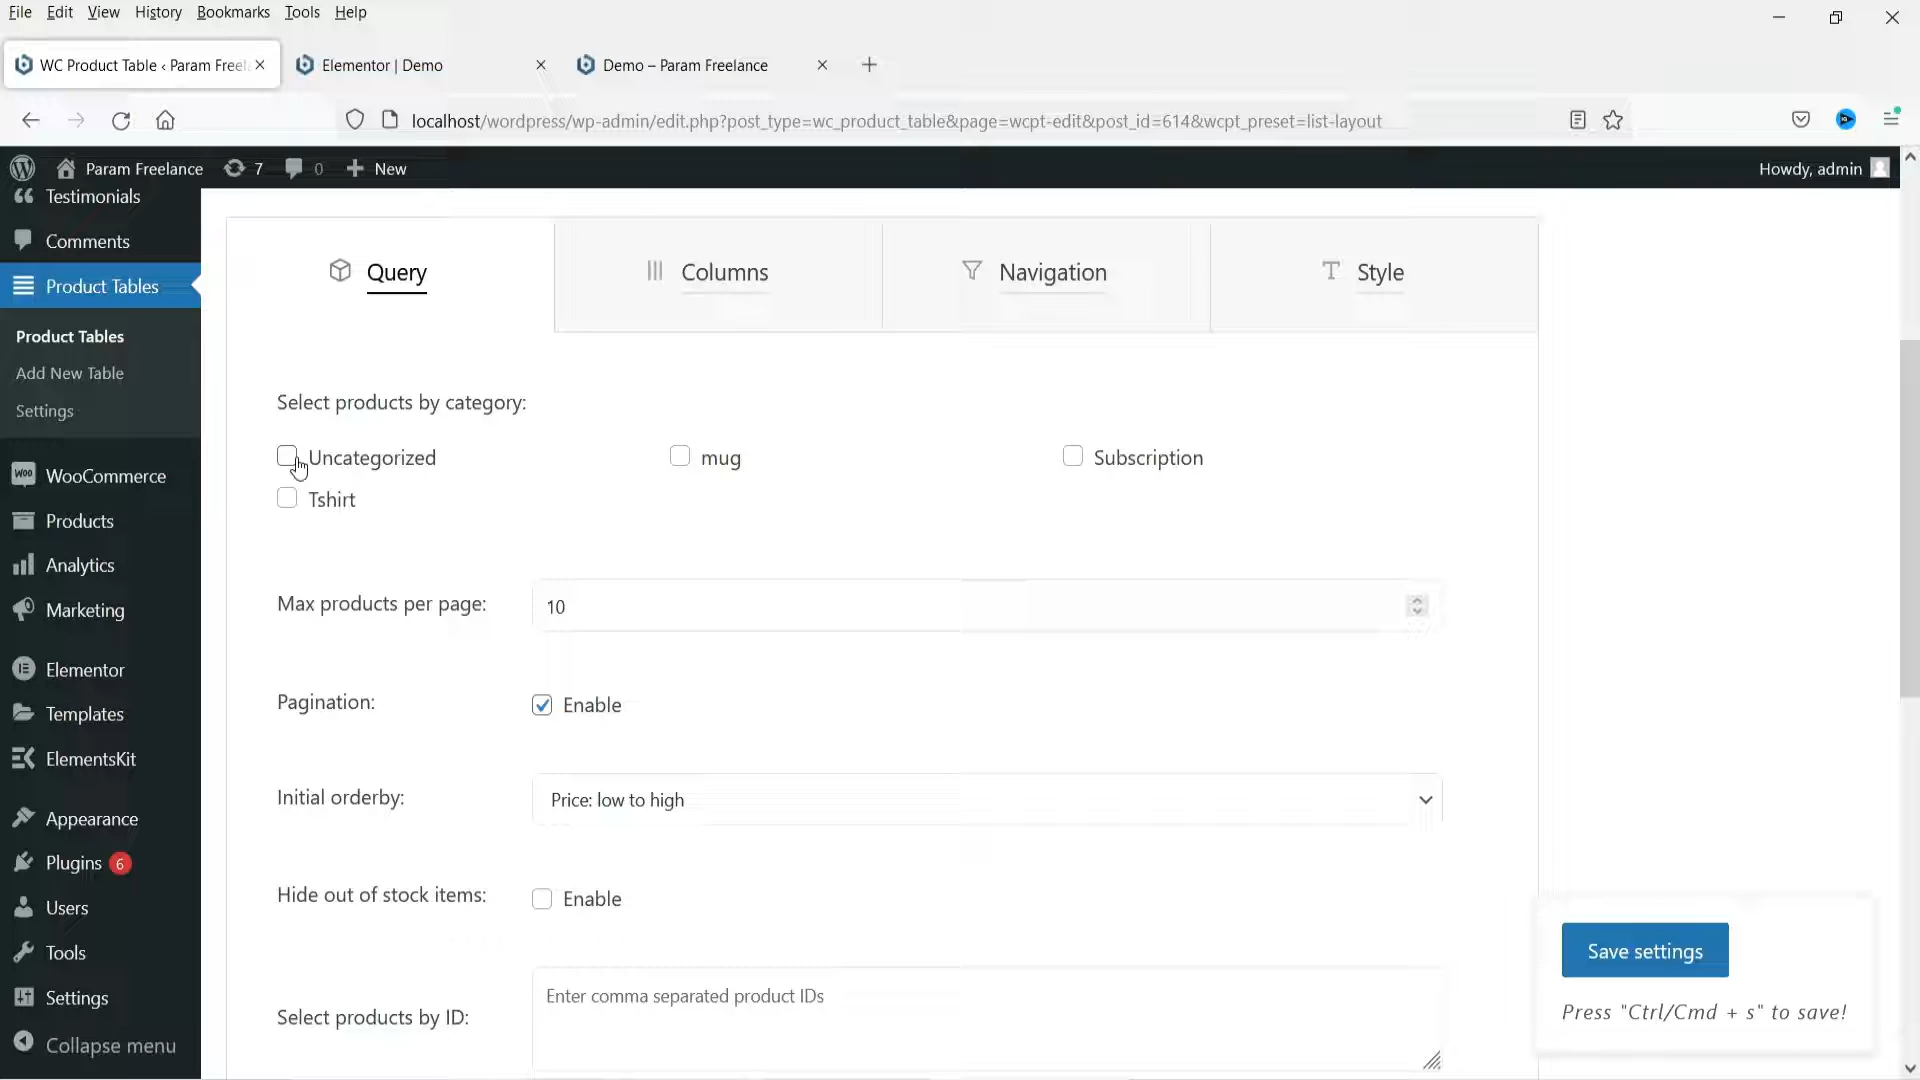 File Edit View History Bookmarks Tools Help
WC Product Table ‹ Param Freel
Elementor | Demo
Demo – Param Freelance
localhost/wordpress/wp-admin/edit.php?post_type=wc_product_table&page=wcpt-edit&post_id=614&wcpt_preset=list-layout
Param Freelance 7 0 New
Howdy, admin
Testimonials
Comments
Product Tables
Product Tables
Add New Table
Settings
WooCommerce
Products
Analytics
Marketing
Elementor
Templates
ElementsKit
Appearance
Plugins 6
Users
Tools
Settings
Collapse menu
Query
Columns
Navigation
Style
Select products by category:
Uncategorized
mug
Subscription
Tshirt
Max products per page:
10
Pagination:
Enable
Initial orderby:
Price: low to high
Hide out of stock items:
Enable
Select products by ID:
Enter comma separated product IDs
Save settings
Press "Ctrl/Cmd + s" to save!